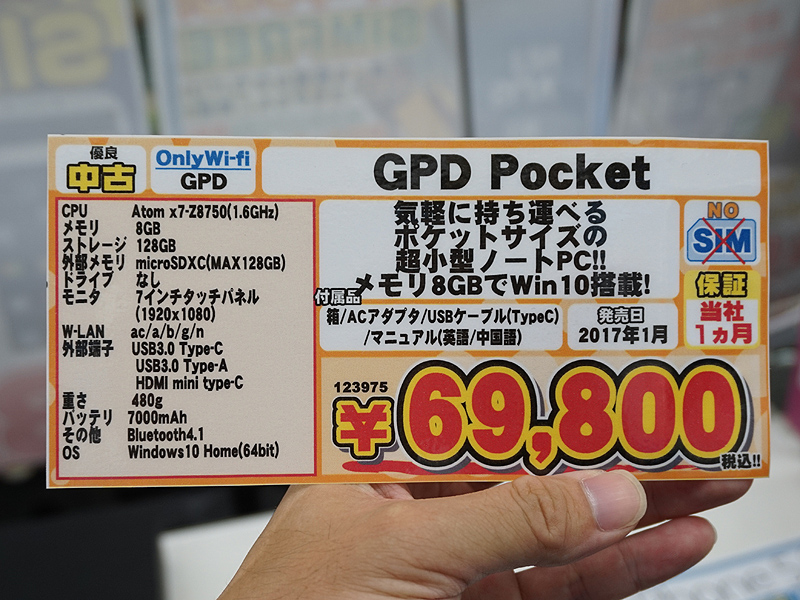 優良
中古
OnlyWi-fi
GPD
GPD Pocket
CPU Atom x7-Z8750(1.6GHz)
メモリ 8GB
ストレージ 128GB
外部メモリ microSDXC(MAX128GB)
ドライブ なし
モニタ 7インチタッチパネル
(1920x1080)
W-LAN ac/a/b/g/n
外部端子 USB3.0 Type-C
USB3.0 Type-A
HDMI mini type-C
重さ 480g
バッテリ 7000mAh
その他 Bluetooth4.1
OS Windows10 Home(64bit)
気軽に持ち運べる
ポケットサイズの
超小型ノートPC!!
メモリ8GBでWin10搭載!
NO
SIM
保証
当社
1ヵ月
付属品
箱/ACアダプタ/USBケーブル(TypeC)
/マニュアル(英語/中国語)
発売日
2017年1月
123975
¥69,800
税込!!